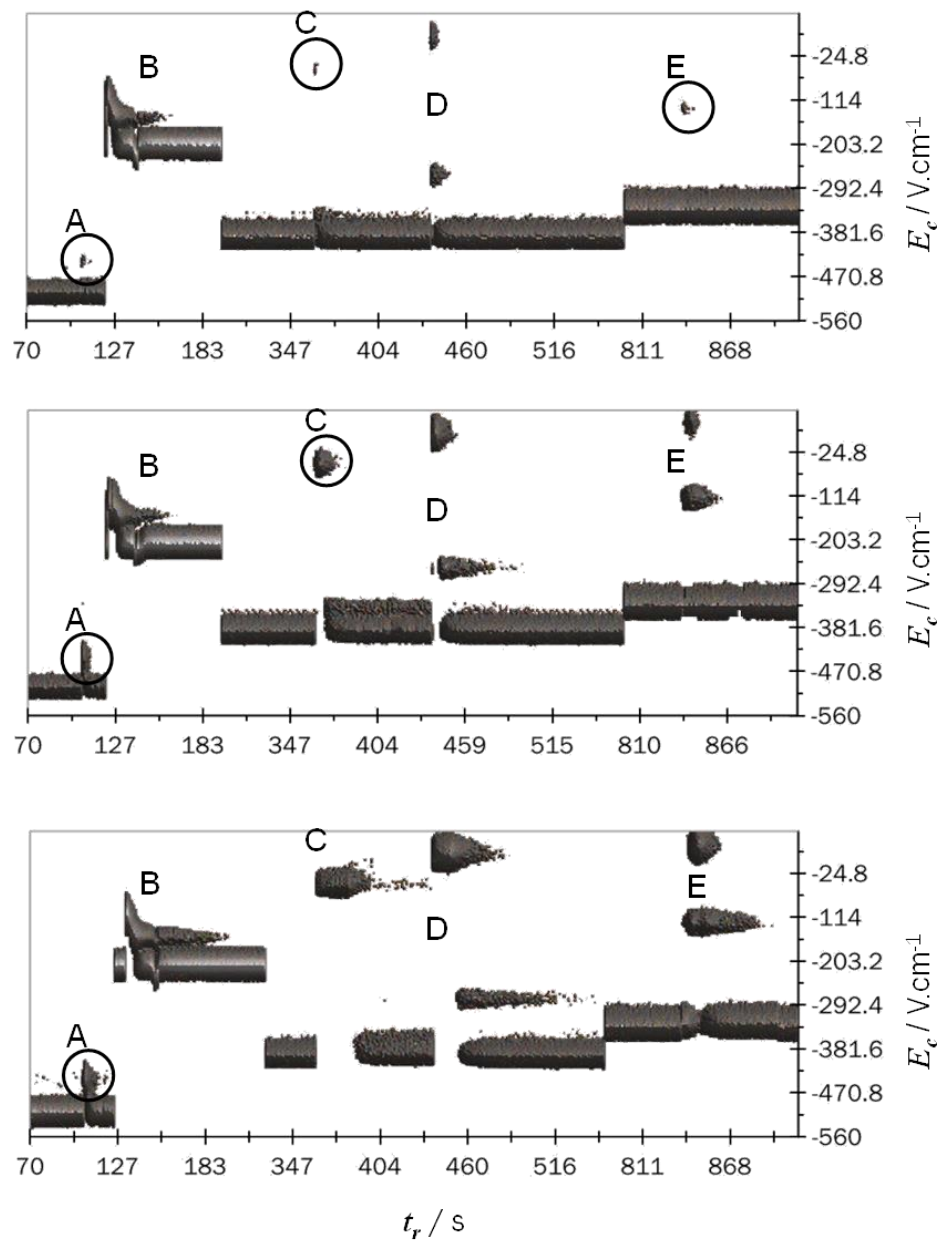 C
B
E
D
A
-24.8
-114
-203.2
-292.4
-381.6
-470.8
-560
E_c / V.cm⁻¹
70 127 183 347 404 460 516 811 868
C
B
E
D
A
-24.8
-114
-203.2
-292.4
-381.6
-470.8
-560
E_c / V.cm⁻¹
70 127 183 347 404 459 515 810 866
C
B
E
D
A
-24.8
-114
-203.2
-292.4
-381.6
-470.8
-560
E_c / V.cm⁻¹
70 127 183 347 404 460 516 811 868
t_r / s